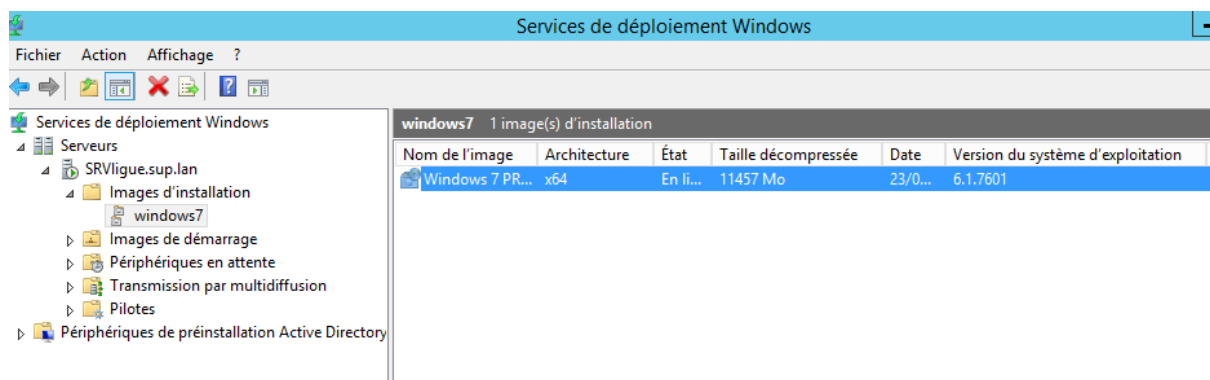 Services de déploiement Windows
Fichier Action Affichage ?
Services de déploiement Windows
Serveurs
SRVligue.sup.lan
Images d'installation
windows7
Images de démarrage
Périphériques en attente
Transmission par multidiffusion
Pilotes
Périphériques de préinstallation Active Directory
windows7 1 image(s) d'installation
Nom de l'image Architecture État Taille décompressée Date Version du système d'exploitation
Windows 7 PR... x64 En li... 11457 Mo 23/0... 6.1.7601